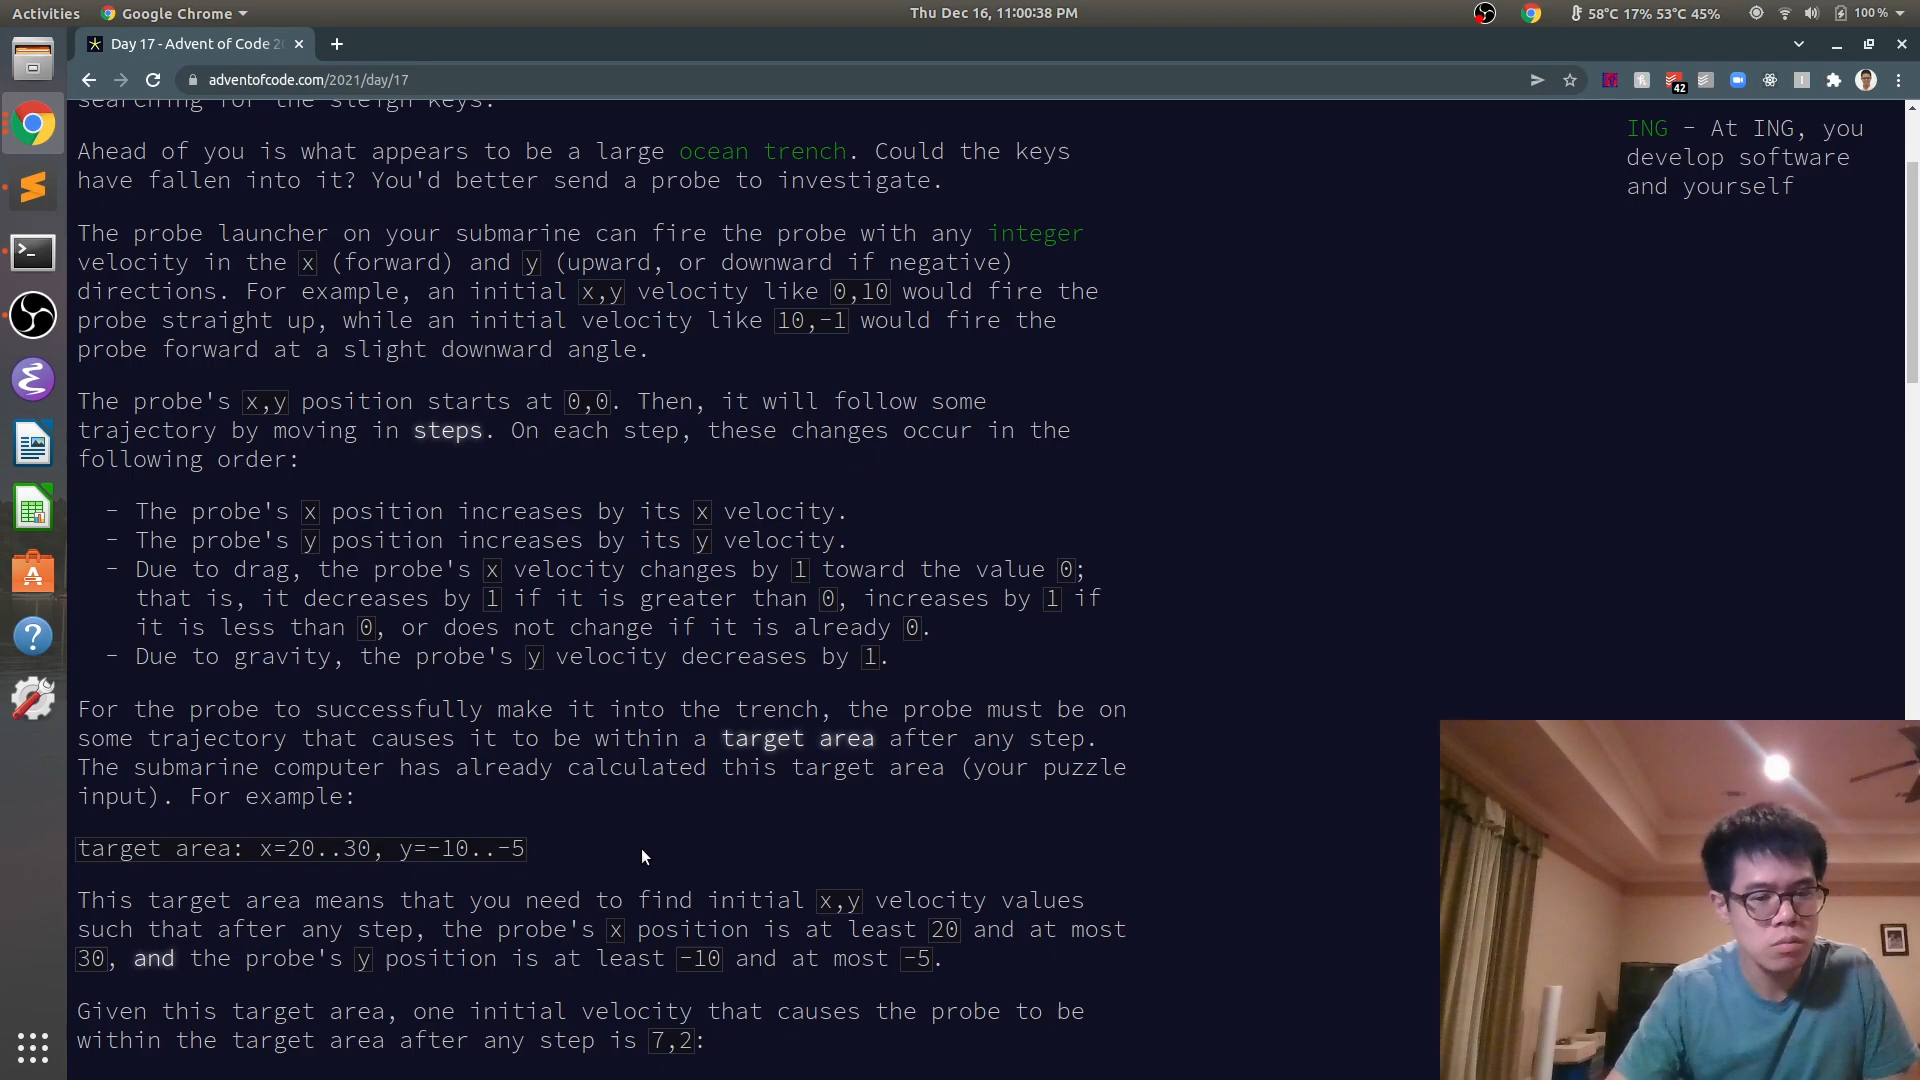 Activities
Google Chrome
Thu Dec 16, 11:00:38 PM
58°C 17% 53°C 45%
100%
Day 17 - Advent of Code 20
adventofcode.com/2021/day/17
42
searching for the sleigh keys.
Ahead of you is what appears to be a large ocean trench. Could the keys
have fallen into it? You'd better send a probe to investigate.
The probe launcher on your submarine can fire the probe with any integer
velocity in the x (forward) and y (upward, or downward if negative)
directions. For example, an initial x,y velocity like 0,10 would fire the
probe straight up, while an initial velocity like 10,-1 would fire the
probe forward at a slight downward angle.
The probe's x,y position starts at 0,0. Then, it will follow some
trajectory by moving in steps. On each step, these changes occur in the
following order:
- The probe's x position increases by its x velocity.
- The probe's y position increases by its y velocity.
- Due to drag, the probe's x velocity changes by 1 toward the value 0;
that is, it decreases by 1 if it is greater than 0, increases by 1 if
it is less than 0, or does not change if it is already 0.
- Due to gravity, the probe's y velocity decreases by 1.
For the probe to successfully make it into the trench, the probe must be on
some trajectory that causes it to be within a target area after any step.
The submarine computer has already calculated this target area (your puzzle
input). For example:
target area: x=20..30, y=-10..-5
This target area means that you need to find initial x,y velocity values
such that after any step, the probe's x position is at least 20 and at most
30, and the probe's y position is at least -10 and at most -5.
Given this target area, one initial velocity that causes the probe to be
within the target area after any step is 7,2:
ING - At ING, you
develop software
and yourself